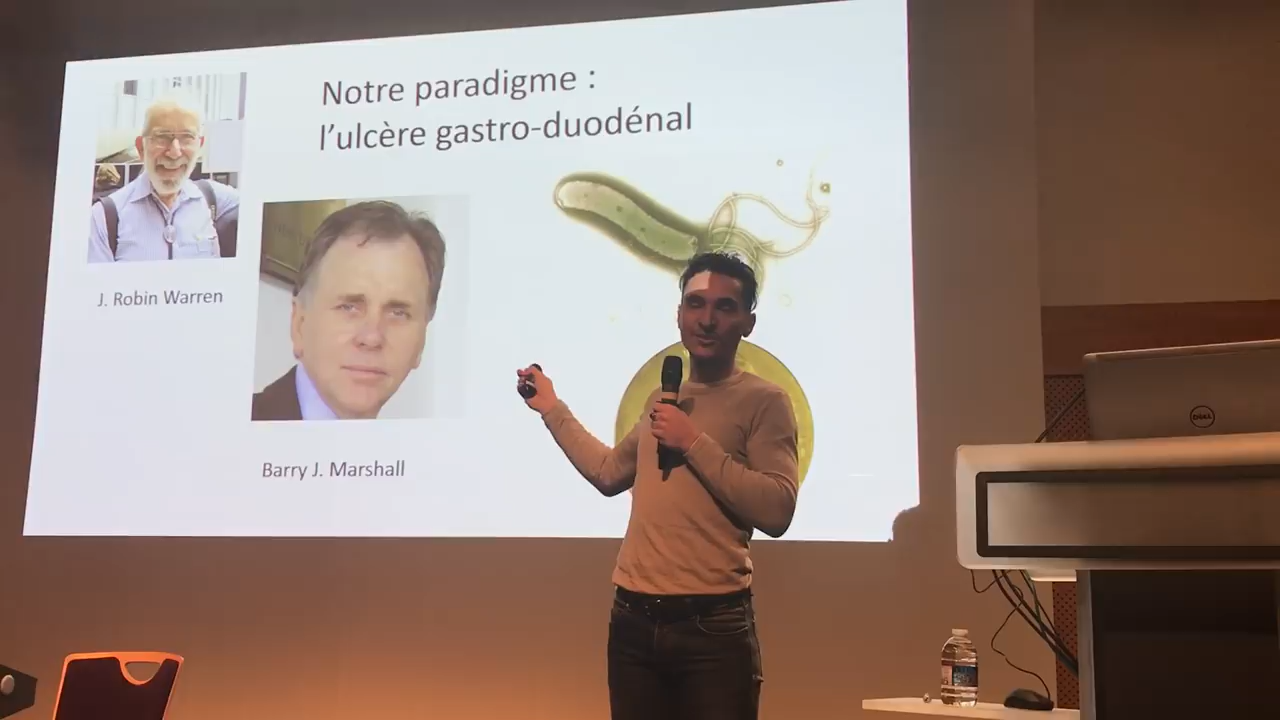 Notre paradigme :
l'ulcère gastro-duodénal
J. Robin Warren
Barry J. Marshall
DELL